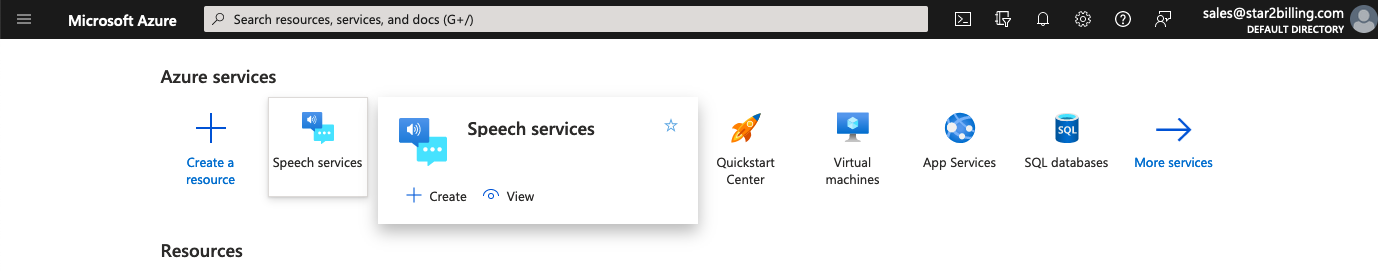 Microsoft Azure
Search resources, services, and docs (G+/)
sales@star2billing.com
DEFAULT DIRECTORY
Azure services
Create a
resource
Speech services
Speech services
Create
View
Quickstart
Center
Virtual
machines
App Services
SQL
SQL databases
More services
Resources